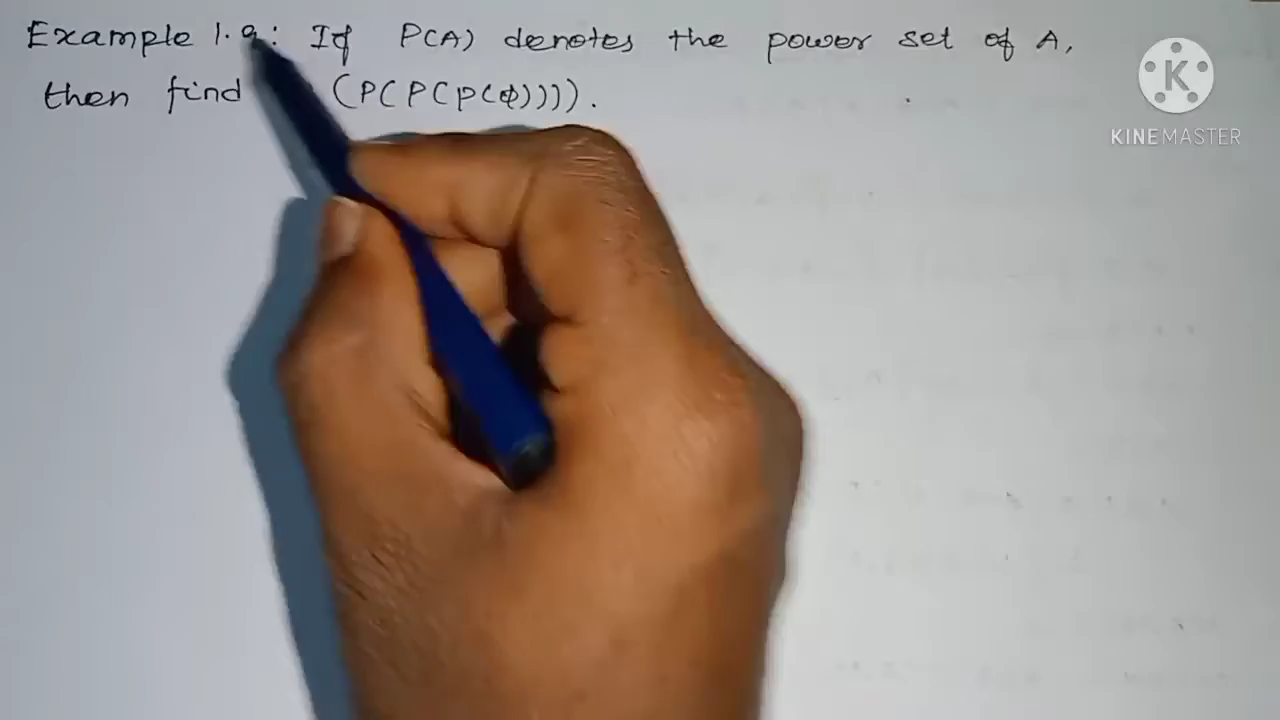 Example 1.9: If P(A) denotes the power set of A,
then find (P(P(P(φ)))).
K
KINEMASTER